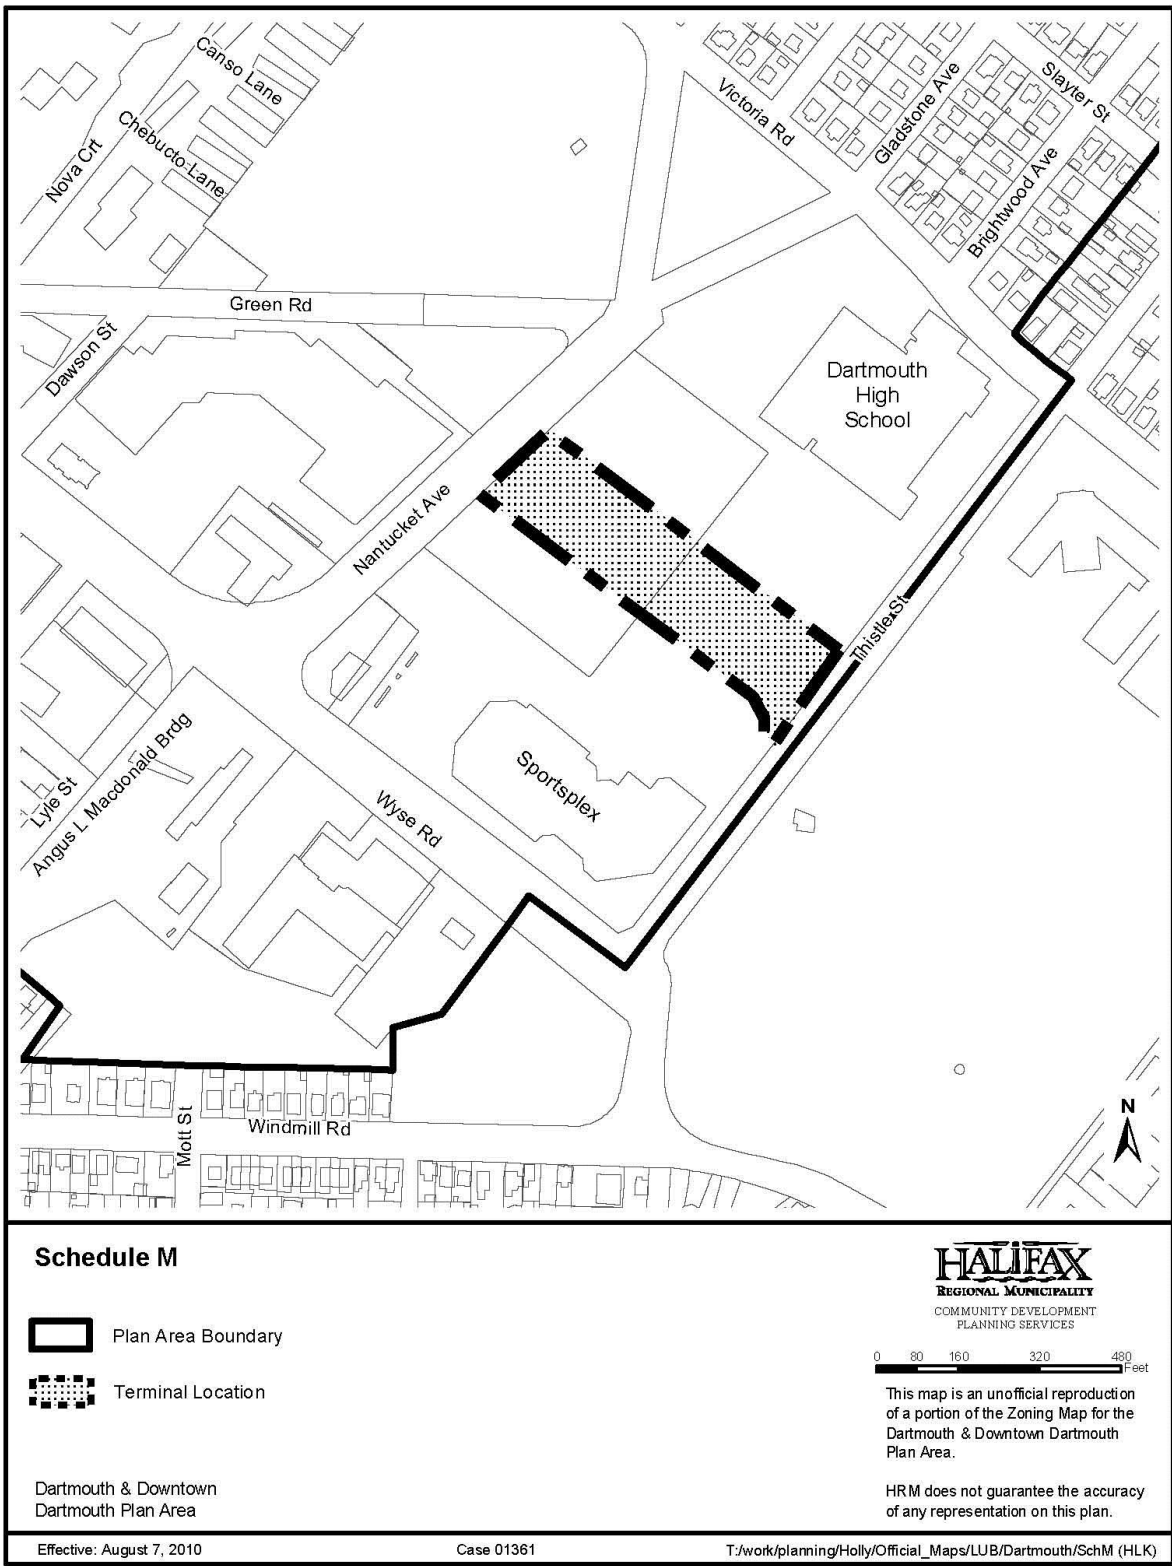 Canso Lane
Chebucto Lane
Nova Crt
Victoria Rd
Gladstone Ave
Slayter St
Brightwood Ave
Green Rd
Dawson St
Dartmouth
High
School
Nantucket Ave
Thistle St
Sportsplex
Angus L Macdonald Brdg
Lyle St
Wyse Rd
Mott St
Windmill Rd
N
Schedule M
Plan Area Boundary
Terminal Location
Dartmouth & Downtown
Dartmouth Plan Area
HALIFAX
REGIONAL MUNICIPALITY
COMMUNITY DEVELOPMENT
PLANNING SERVICES
0 80 160 320 480
Feet
This map is an unofficial reproduction
of a portion of the Zoning Map for the
Dartmouth & Downtown Dartmouth
Plan Area.
HRM does not guarantee the accuracy
of any representation on this plan.
Effective: August 7, 2010 Case 01361 T:/work/planning/Holly/Official_Maps/LUB/Dartmouth/SchM (HLK)